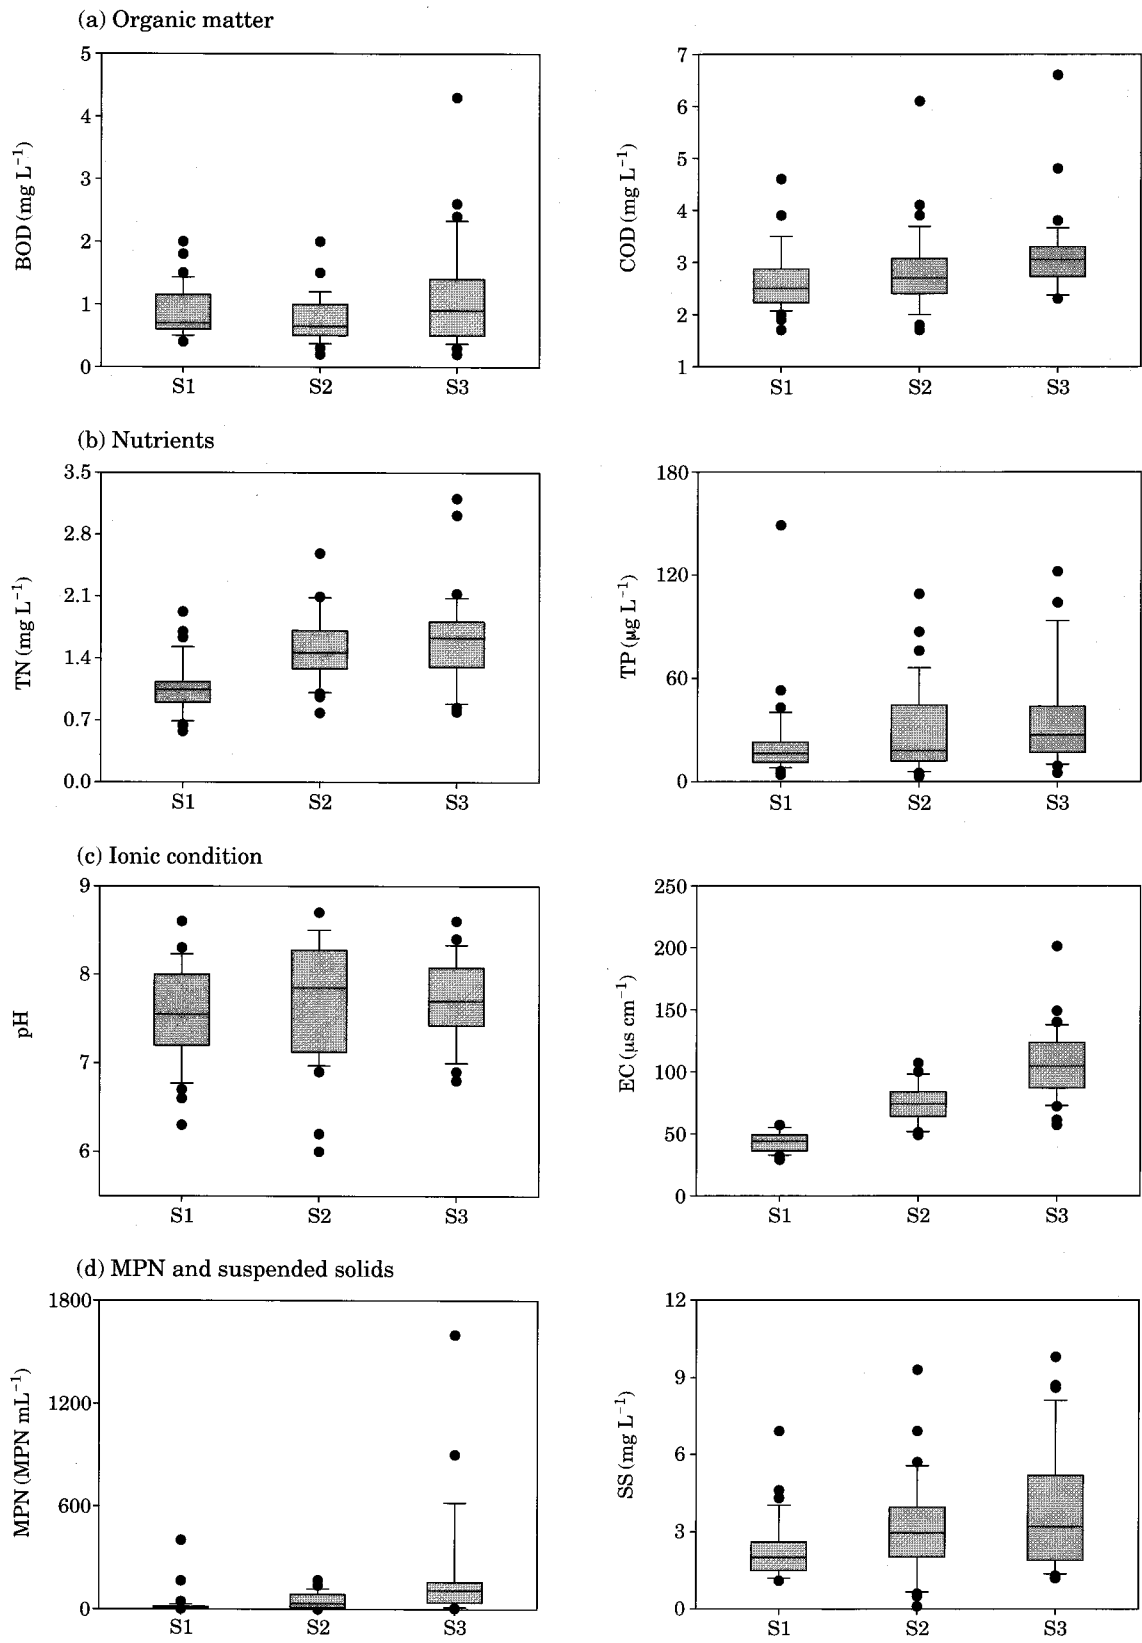 (a) Organic matter
5
4
3
2
1
0
BOD (mg L⁻¹)
S1 S2 S3
7
6
5
4
3
2
1
COD (mg L⁻¹)
S1 S2 S3
(b) Nutrients
3.5
2.8
2.1
1.4
0.7
0.0
TN (mg L⁻¹)
S1 S2 S3
180
120
60
0
TP (µg L⁻¹)
S1 S2 S3
(c) Ionic condition
9
8
7
6
pH
S1 S2 S3
250
200
150
100
50
0
EC (µs cm⁻¹)
S1 S2 S3
(d) MPN and suspended solids
1800
1200
600
0
MPN (MPN mL⁻¹)
S1 S2 S3
12
9
6
3
0
SS (mg L⁻¹)
S1 S2 S3